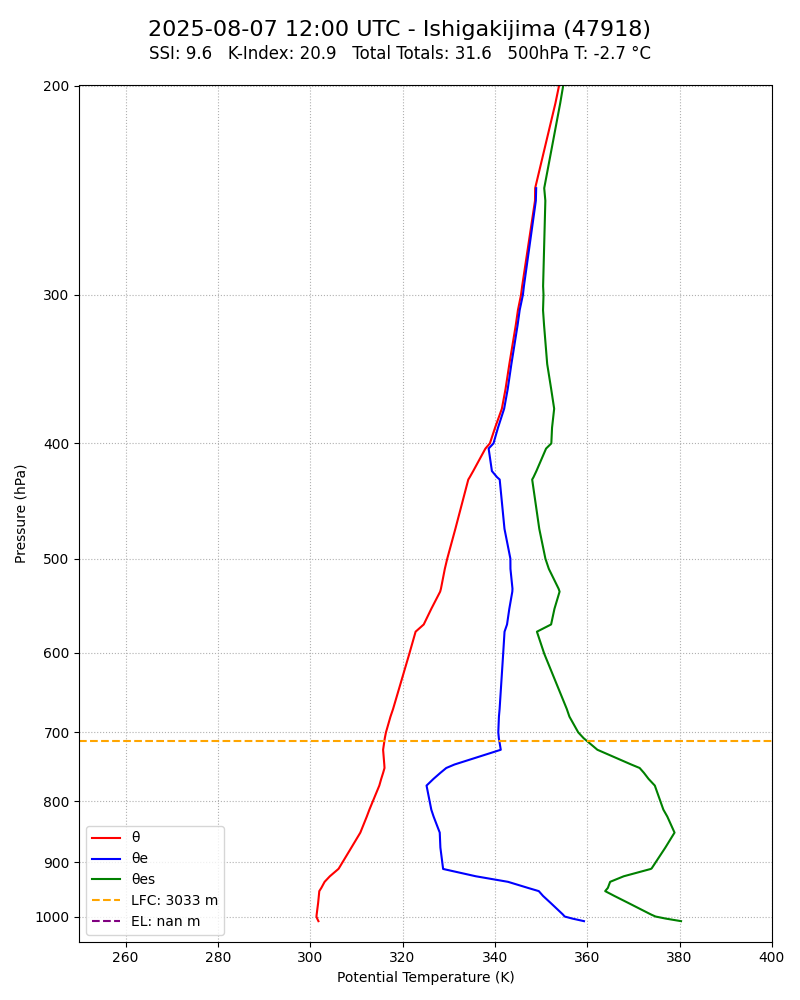 2025-08-07 12:00 UTC - Ishigakijima (47918)
SSI: 9.6 K-Index: 20.9 Total Totals: 31.6 500hPa T: -2.7 °C
200
300
400
500
600
700
800
900
1000
Pressure (hPa)
θ
θe
θes
LFC: 3033 m
EL: nan m
260 280 300 320 340 360 380 400
Potential Temperature (K)